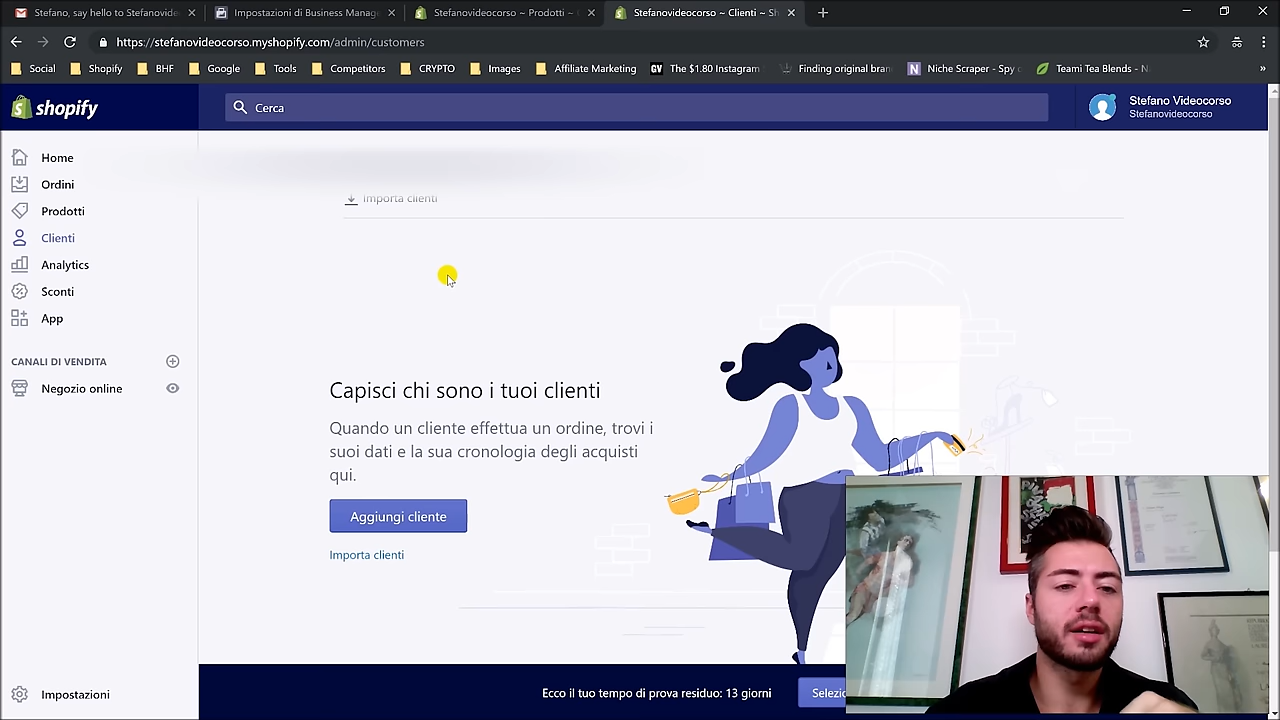 Stefano, say hello to Stefanovide
Impostazioni di Business Manag
Stefanovideocorso ~ Prodotti ~
Stefanovideocorso ~ Clienti ~ Sh
https://stefanovideocorso.myshopify.com/admin/customers
Social
Shopify
BHF
Google
Tools
Competitors
CRYPTO
Images
Affiliate Marketing
GV The $1.80 Instagram
Finding original bran
N Niche Scraper - Spy
Teami Tea Blends - N
»
shopify
Cerca
Stefano Videocorso
Stefanovideocorso
Home
Ordini
Prodotti
Clienti
Analytics
Sconti
App
CANALI DI VENDITA
Negozio online
Impostazioni
Importa clienti
Capisci chi sono i tuoi clienti
Quando un cliente effettua un ordine, trovi i
suoi dati e la sua cronologia degli acquisti
qui.
Aggiungi cliente
Importa clienti
Ecco il tuo tempo di prova residuo: 13 giorni
Selezio